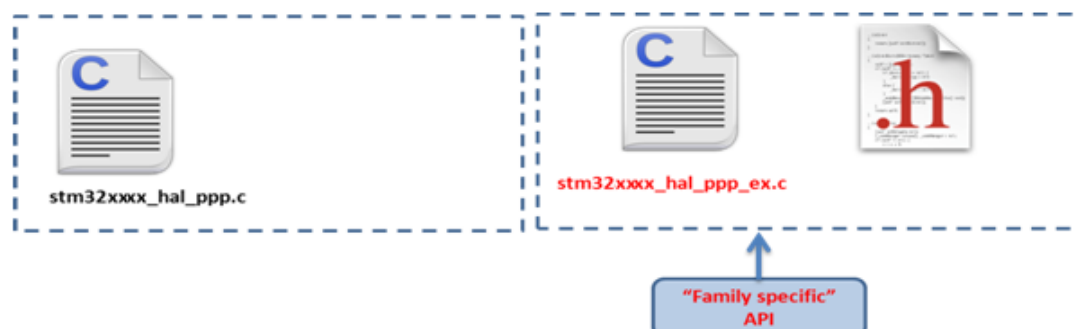 C
C
.h
stm32xxxx_hal_ppp.c
stm32xxxx_hal_ppp_ex.c
“Family specific”
API